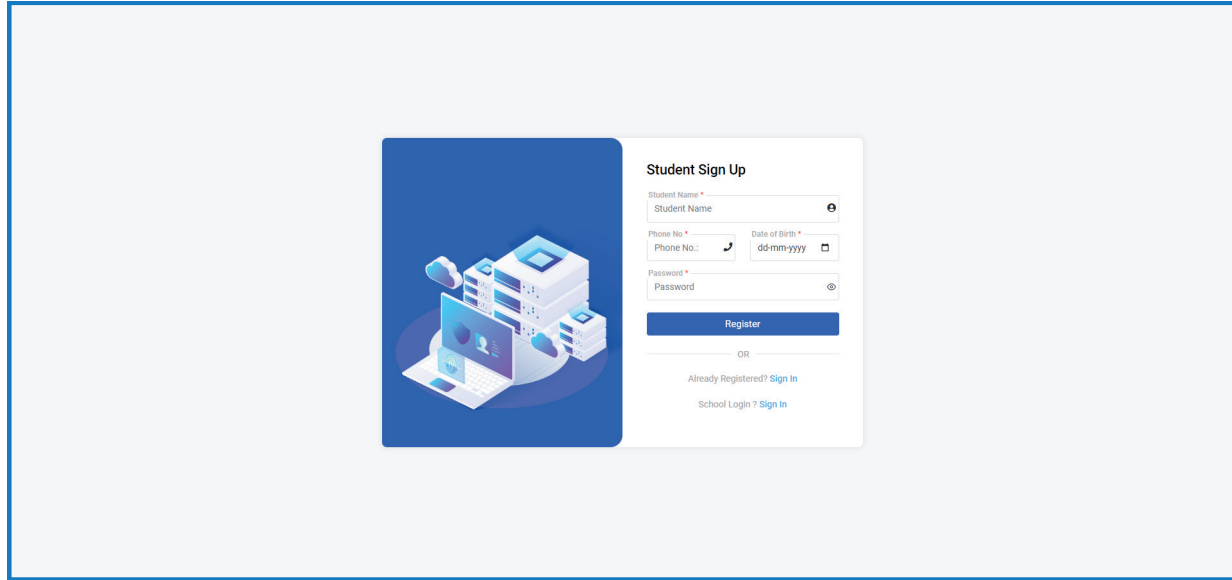 Student Sign Up
Student Name *
Student Name
Phone No * Date of Birth *
Phone No.: dd-mm-yyyy
Password *
Password
Register
OR
Already Registered? Sign In
School Login ? Sign In